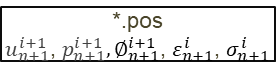 *.pos
u_{n+1}^{i+1}, p_{n+1}^{i+1}, Ø_{n+1}^{i+1}, ε_{n+1}^{i}, σ_{n+1}^{i}